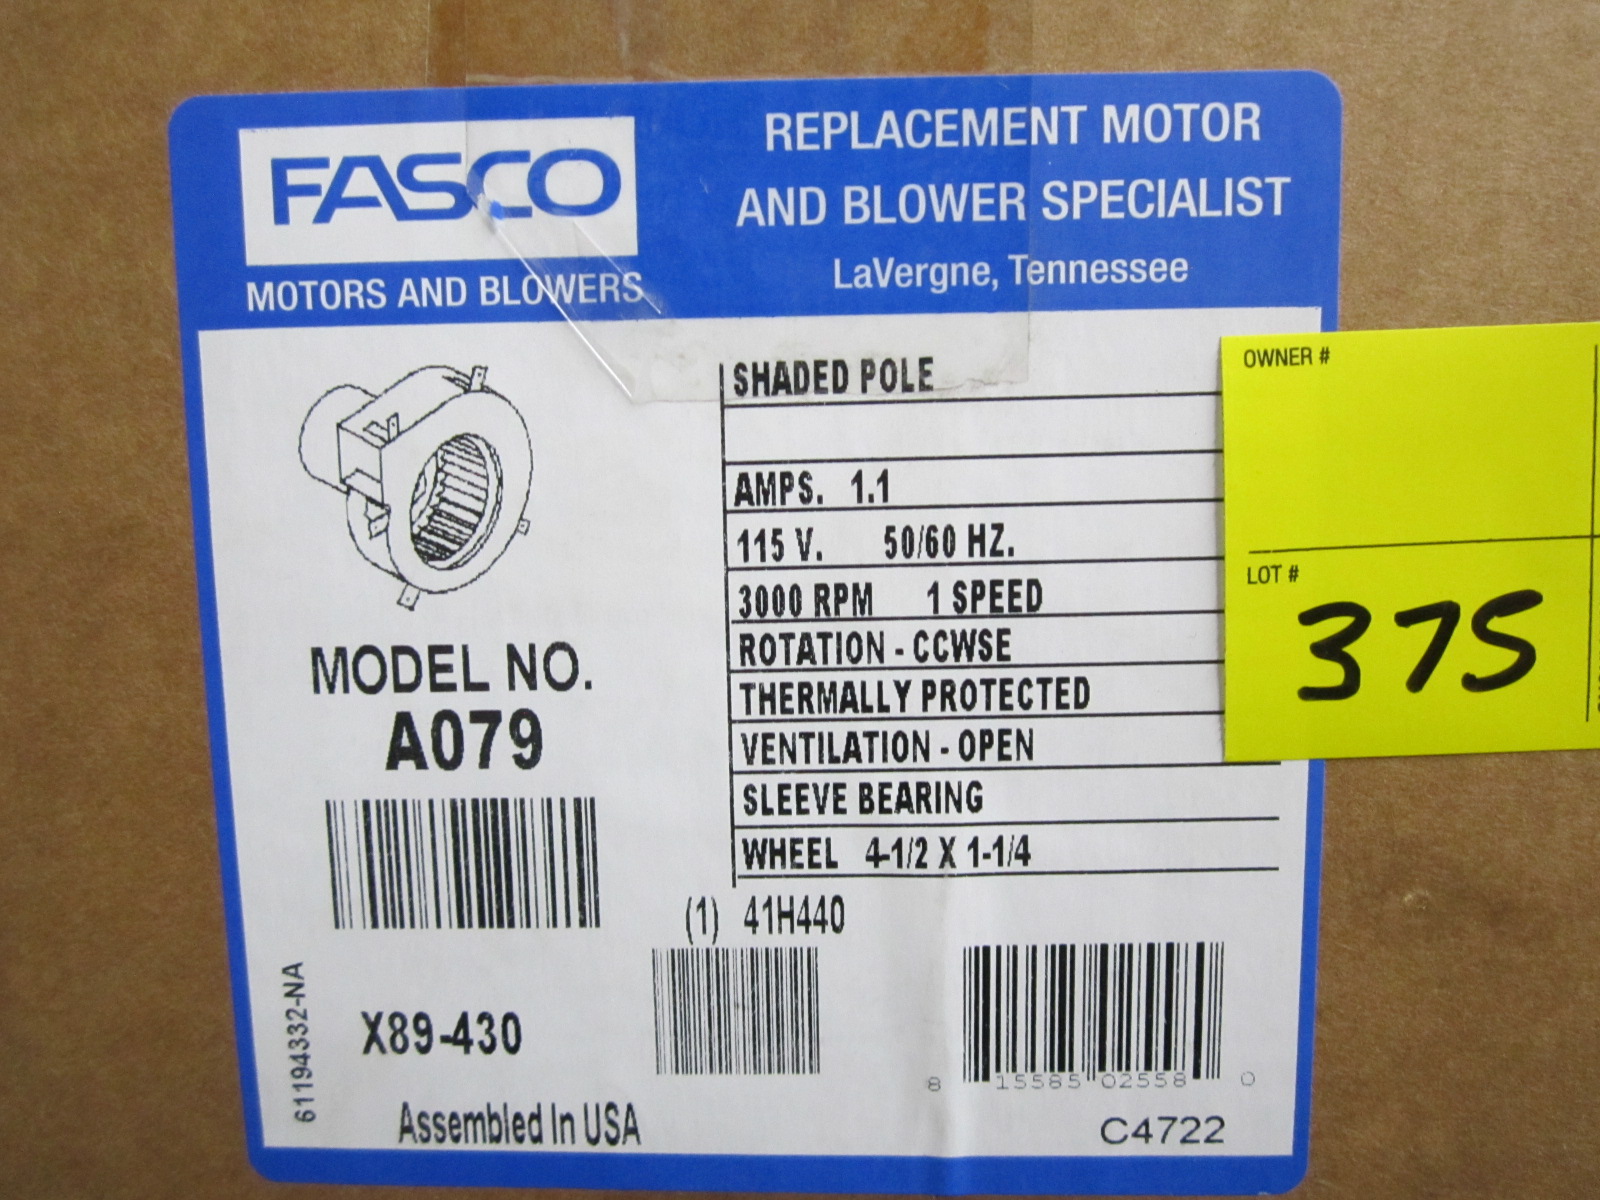 FASCO
MOTORS AND BLOWERS
REPLACEMENT MOTOR
AND BLOWER SPECIALIST
LaVergne, Tennessee
SHADED POLE
AMPS. 1.1
115 V. 50/60 HZ.
3000 RPM 1 SPEED
ROTATION - CCWSE
THERMALLY PROTECTED
VENTILATION - OPEN
SLEEVE BEARING
WHEEL 4-1/2 X 1-1/4
MODEL NO.
A079
(1) 41H440
X89-430
61194332-NA
Assembled In USA
8 15585 02558 0
C4722
OWNER #
LOT #
375